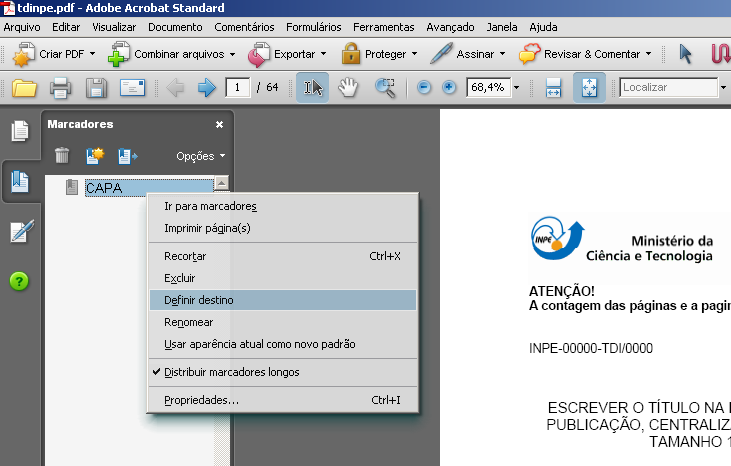 tdinpe.pdf - Adobe Acrobat Standard
Arquivo Editar Visualizar Documento Comentários Formulários Ferramentas Avançado Janela Ajuda
Criar PDF Combinar arquivos Exportar Proteger Assinar Revisar & Comentar
1 / 64 68,4% Localizar
Marcadores
Opções
CAPA
Ir para marcadores
Imprimir página(s)
Recortar Ctrl+X
Excluir
Definir destino
Renomear
Usar aparência atual como novo padrão
Distribuir marcadores longos
Propriedades... Ctrl+I
INPE
Ministério da
Ciência e Tecnologia
ATENÇÃO!
A contagem das páginas e a pagin
INPE-00000-TDI/0000
ESCREVER O TÍTULO NA
PUBLICAÇÃO, CENTRALIZ
TAMANHO 1